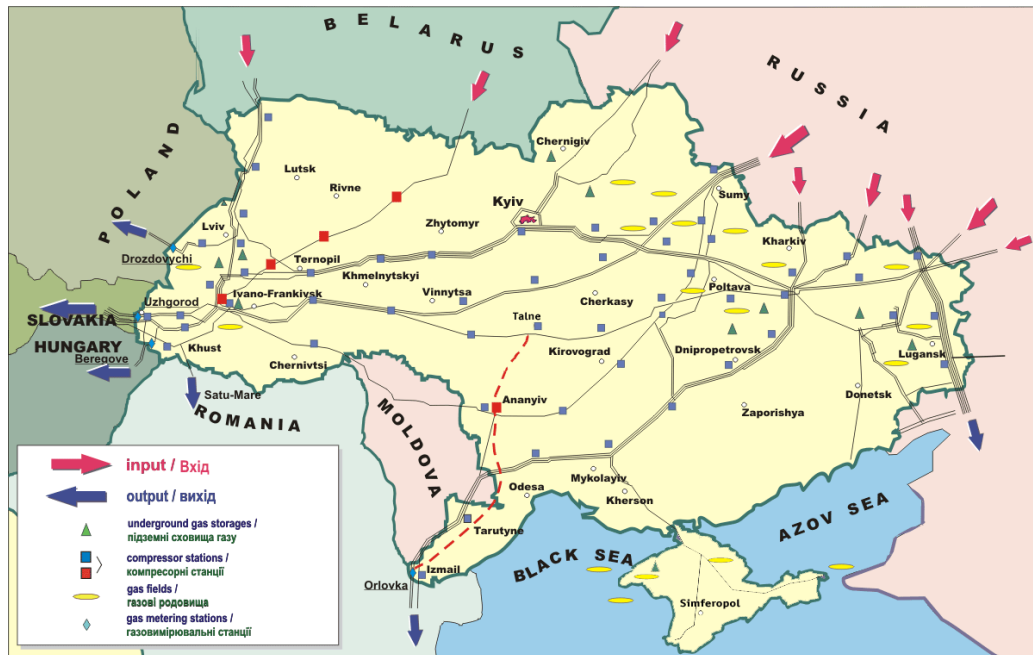 BELARUS
RUSSIA
POLAND
Chernigiv
Lutsk
Rivne
Kyiv
Sumy
Zhytomyr
Lviv
Kharkiv
Drozdovychi
Ternopil
Khmelnytskyi
Poltava
Uzhgorod
Ivano-Frankivsk
Vinnytsa
Cherkasy
SLOVAKIA
Talne
HUNGARY
Khust
Lugansk
Beregove
Chernivtsi
Kirovograd
Dnipropetrovsk
Satu-Mare
Donetsk
ROMANIA
MOLDOVA
Ananyiv
Zaporishya
input / Вхід
output / вихід
underground gas storages /
підземні сховища газу
compressor stations /
компресорні станції
gas fields /
газові родовища
gas metering stations /
газовимірювальні станції
Odesa
Mykolayiv
Kherson
Tarutyne
AZOV SEA
BLACK SEA
Izmail
Orlovka
Simferopol